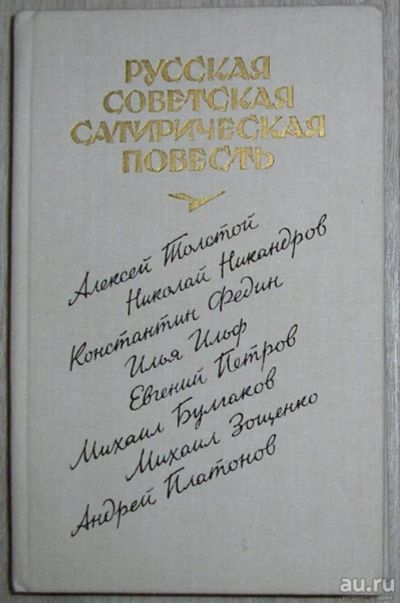 РУССКАЯ
СОВЕТСКАЯ
САТИРИЧЕСКАЯ
ПОВЕСТЬ
Алексей Толстой
Николай Никандров
Константин Федин
Илья Ильф
Евгений Петров
Михаил Булгаков
Михаил Зощенко
Андрей Платонов
au.ru